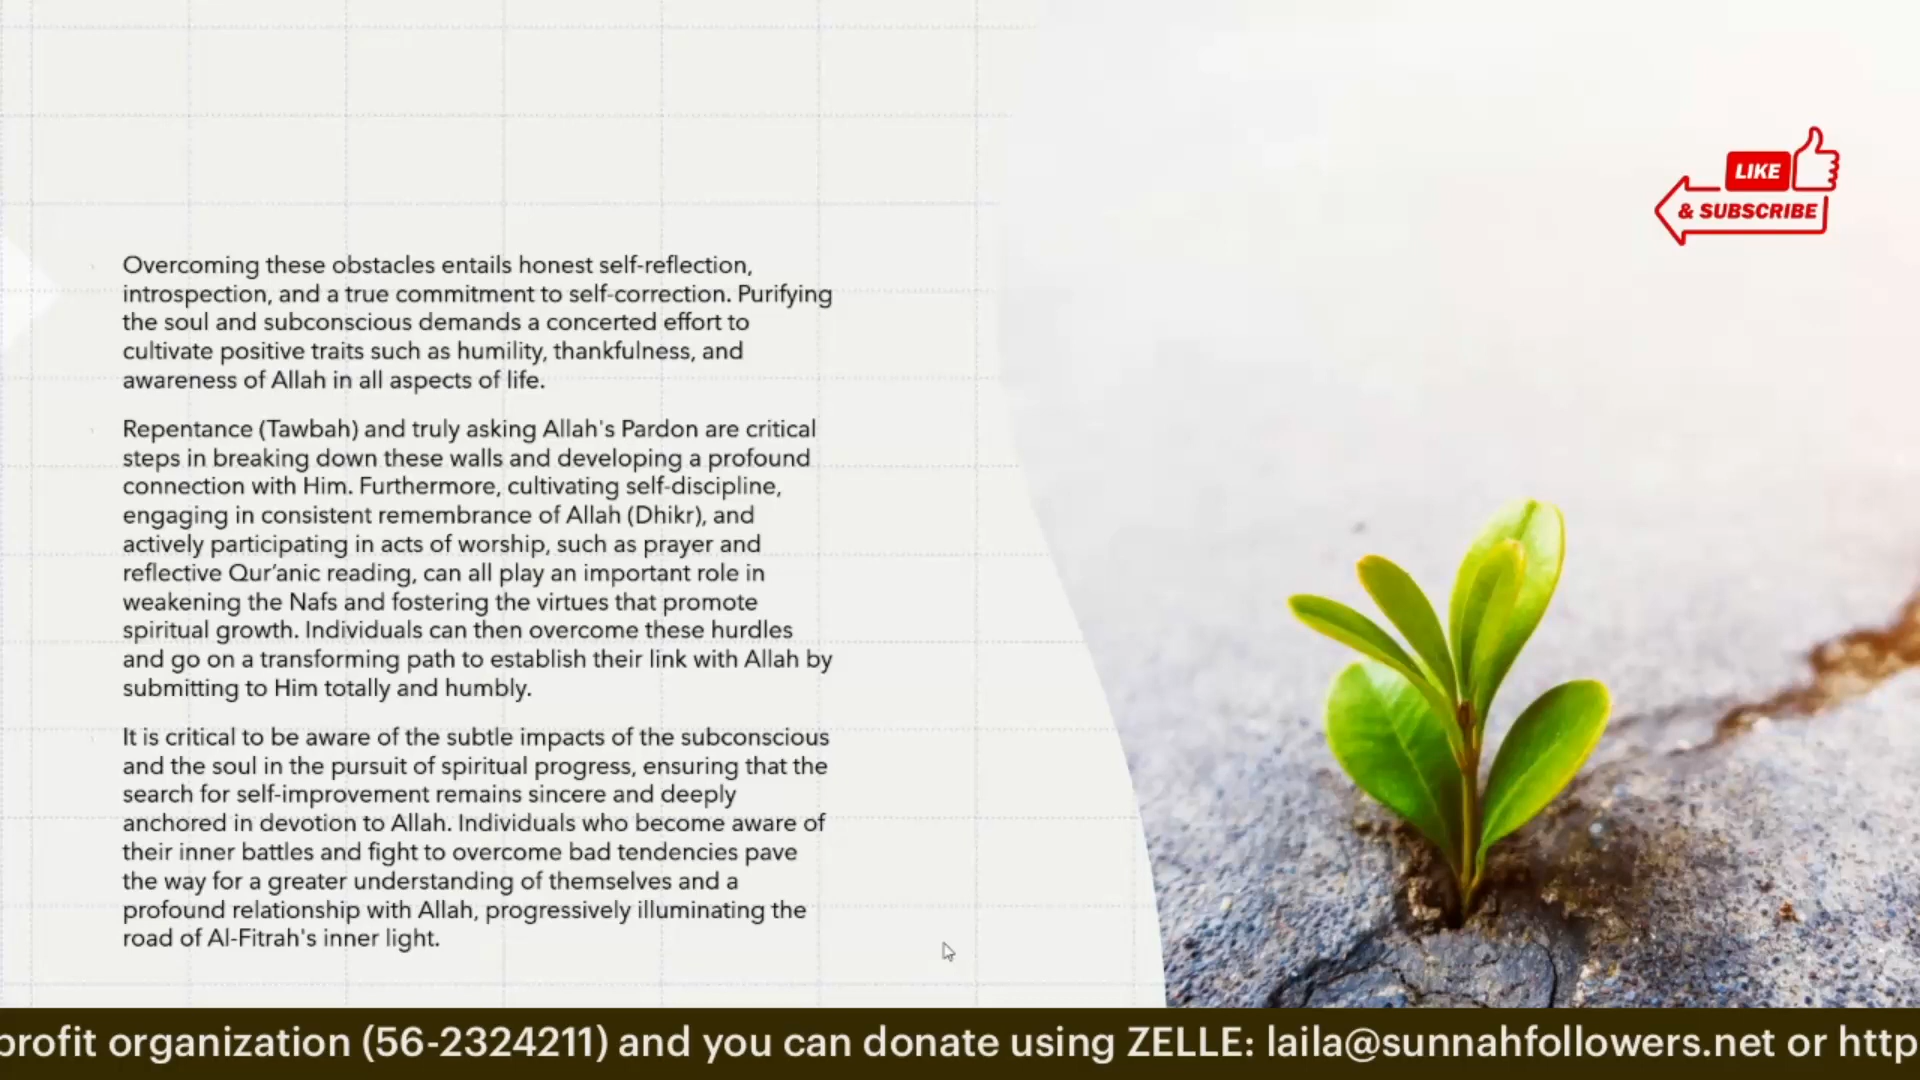 LIKE
& SUBSCRIBE
Overcoming these obstacles entails honest self-reflection,
introspection, and a true commitment to self-correction. Purifying
the soul and subconscious demands a concerted effort to
cultivate positive traits such as humility, thankfulness, and
awareness of Allah in all aspects of life.
Repentance (Tawbah) and truly asking Allah's Pardon are critical
steps in breaking down these walls and developing a profound
connection with Him. Furthermore, cultivating self-discipline,
engaging in consistent remembrance of Allah (Dhikr), and
actively participating in acts of worship, such as prayer and
reflective Qur’anic reading, can all play an important role in
weakening the Nafs and fostering the virtues that promote
spiritual growth. Individuals can then overcome these hurdles
and go on a transforming path to establish their link with Allah by
submitting to Him totally and humbly.
It is critical to be aware of the subtle impacts of the subconscious
and the soul in the pursuit of spiritual progress, ensuring that the
search for self-improvement remains sincere and deeply
anchored in devotion to Allah. Individuals who become aware of
their inner battles and fight to overcome bad tendencies pave
the way for a greater understanding of themselves and a
profound relationship with Allah, progressively illuminating the
road of Al-Fitrah's inner light.
profit organization (56-2324211) and you can donate using ZELLE: laila@sunnahfollowers.net or http